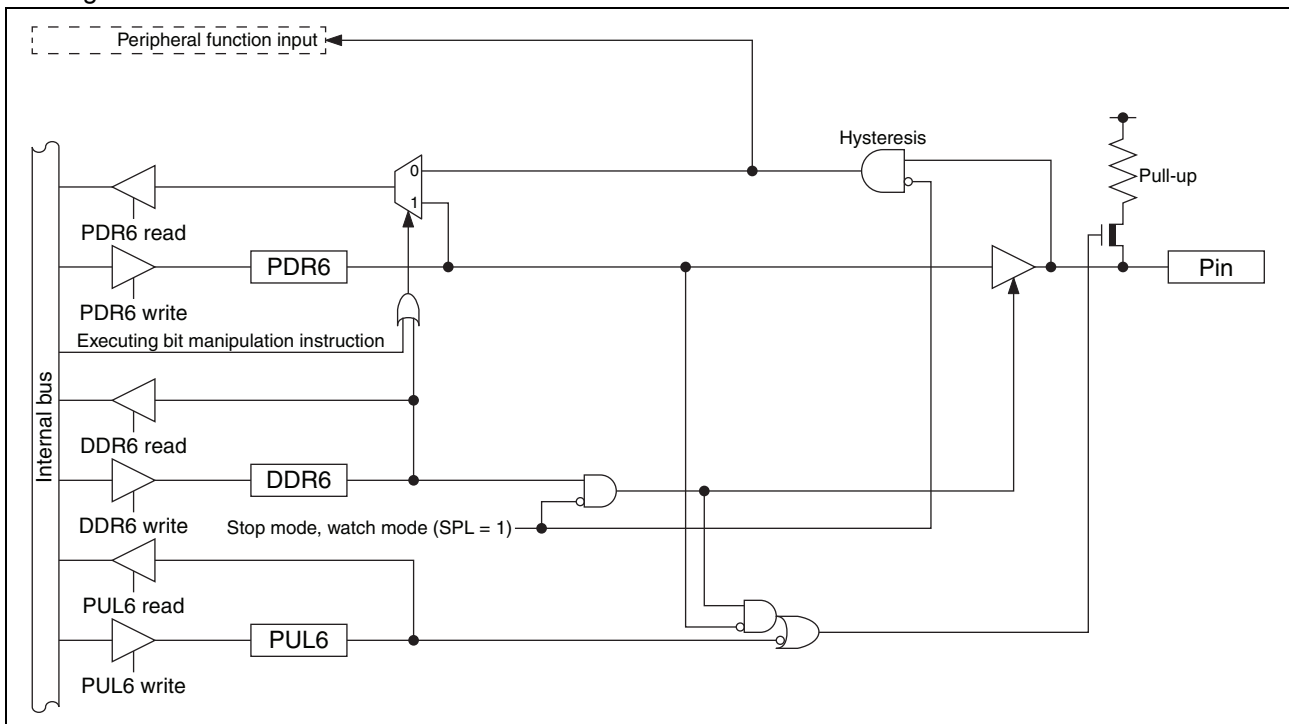 Peripheral function input
Hysteresis
0
Pull-up
1
PDR6 read
PDR6
Pin
PDR6 write
Executing bit manipulation instruction
Internal bus
DDR6 read
DDR6
DDR6 write
Stop mode, watch mode (SPL = 1)
PUL6 read
PUL6
PUL6 write